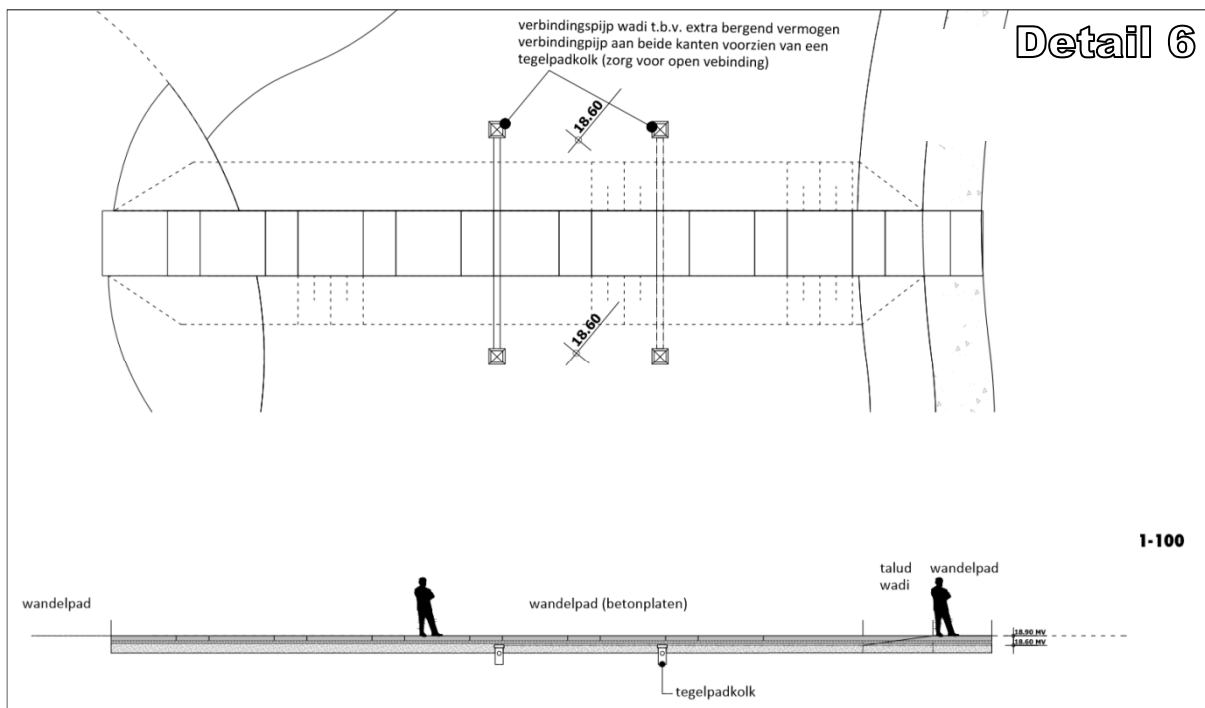 verbindingspijp wadi t.b.v. extra bergend vermogen
verbindingpijp aan beide kanten voorzien van een
tegelpadkolk (zorg voor open vebinding)
Detail 6
18.60
18.60
1-100
wandelpad
wandelpad (betonplaten)
talud
wadi
wandelpad
18.90 MV
18.60 MV
tegelpadkolk